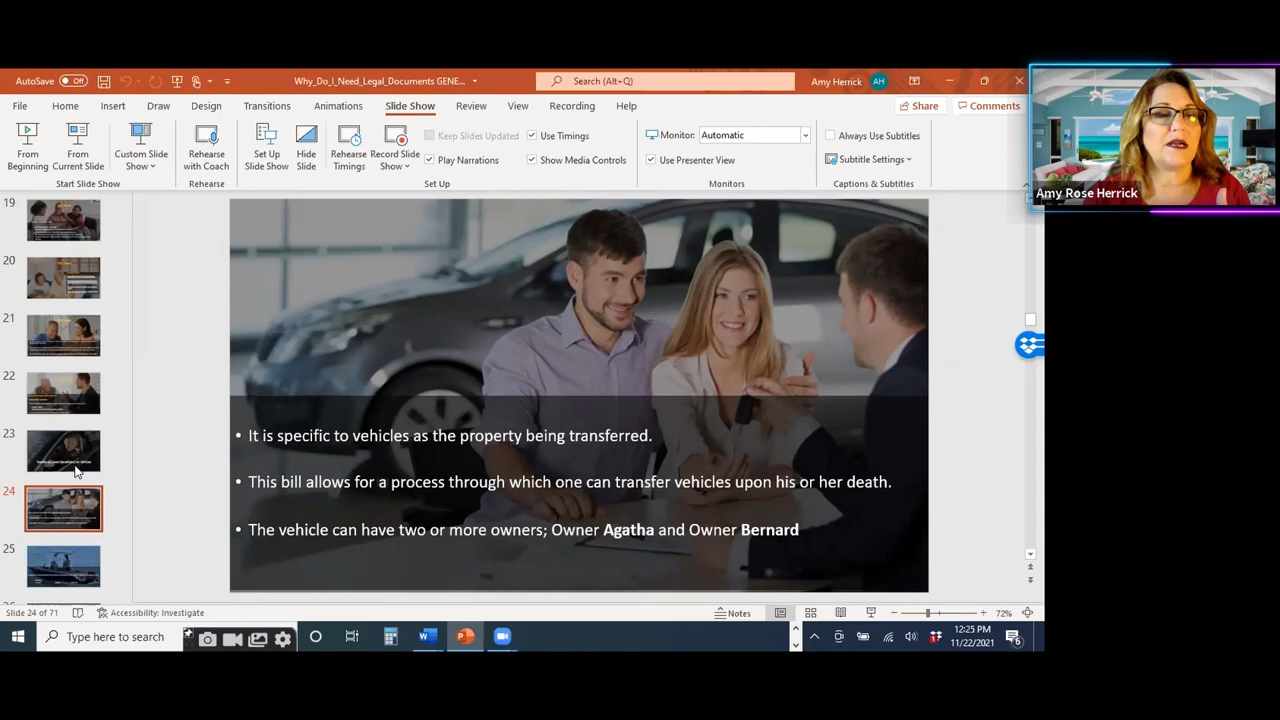 AutoSave Off
Why_Do_I_Need_Legal_Documents GENE...
Search (Alt+Q)
Amy Herrick AH
File Home Insert Draw Design Transitions Animations Slide Show Review View Recording Help
Share Comments
From Beginning
From Current Slide
Custom Slide Show
Start Slide Show
Rehearse with Coach
Rehearse
Set Up Slide Show
Hide Slide
Rehearse Timings
Record Slide Show
Keep Slides Updated
Use Timings
Play Narrations
Show Media Controls
Set Up
Monitor: Automatic
Use Presenter View
Monitors
Always Use Subtitles
Subtitle Settings
Captions & Subtitles
Amy Rose Herrick
19
20
21
22
23
24
25
• It is specific to vehicles as the property being transferred.
• This bill allows for a process through which one can transfer vehicles upon his or her death.
• The vehicle can have two or more owners; Owner Agatha and Owner Bernard
Slide 24 of 71 Accessibility: Investigate
Notes
72%
Type here to search
12:25 PM
11/22/2021
6